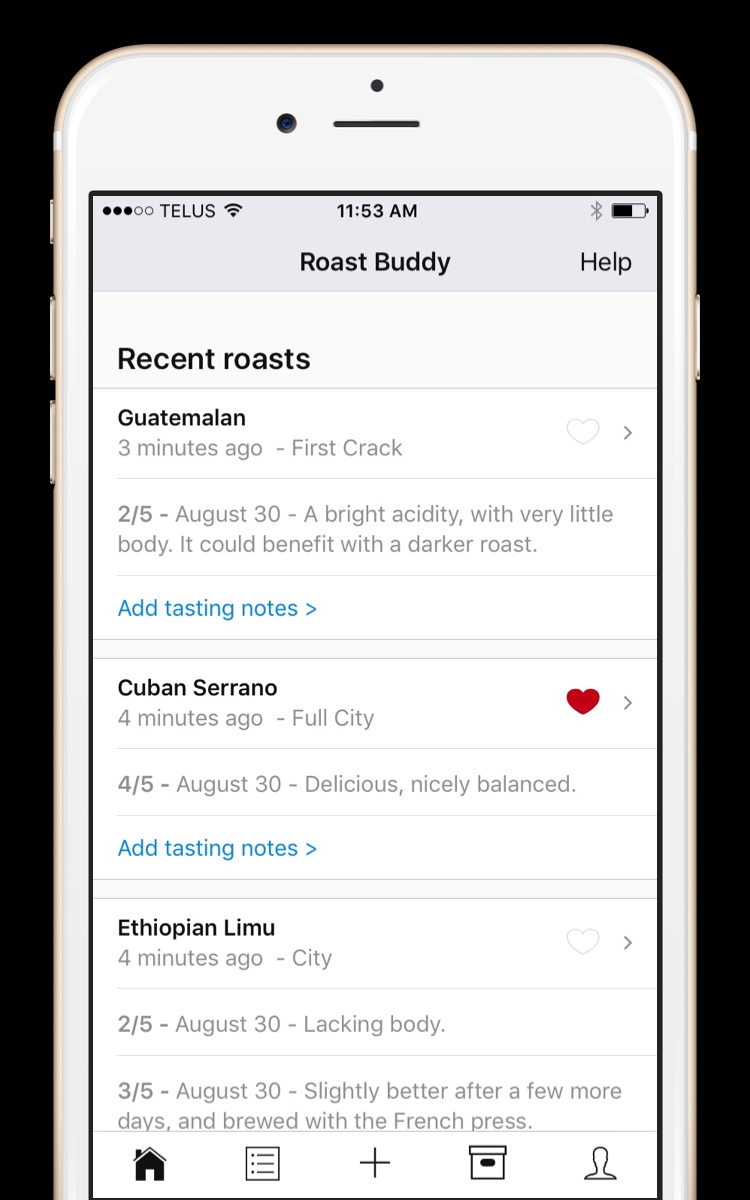 TELUS 11:53 AM
Roast Buddy Help
Recent roasts
Guatemalan
3 minutes ago - First Crack
2/5 - August 30 - A bright acidity, with very little
body. It could benefit with a darker roast.
Add tasting notes >
Cuban Serrano
4 minutes ago - Full City
4/5 - August 30 - Delicious, nicely balanced.
Add tasting notes >
Ethiopian Limu
4 minutes ago - City
2/5 - August 30 - Lacking body.
3/5 - August 30 - Slightly better after a few more
days, and brewed with the French press.